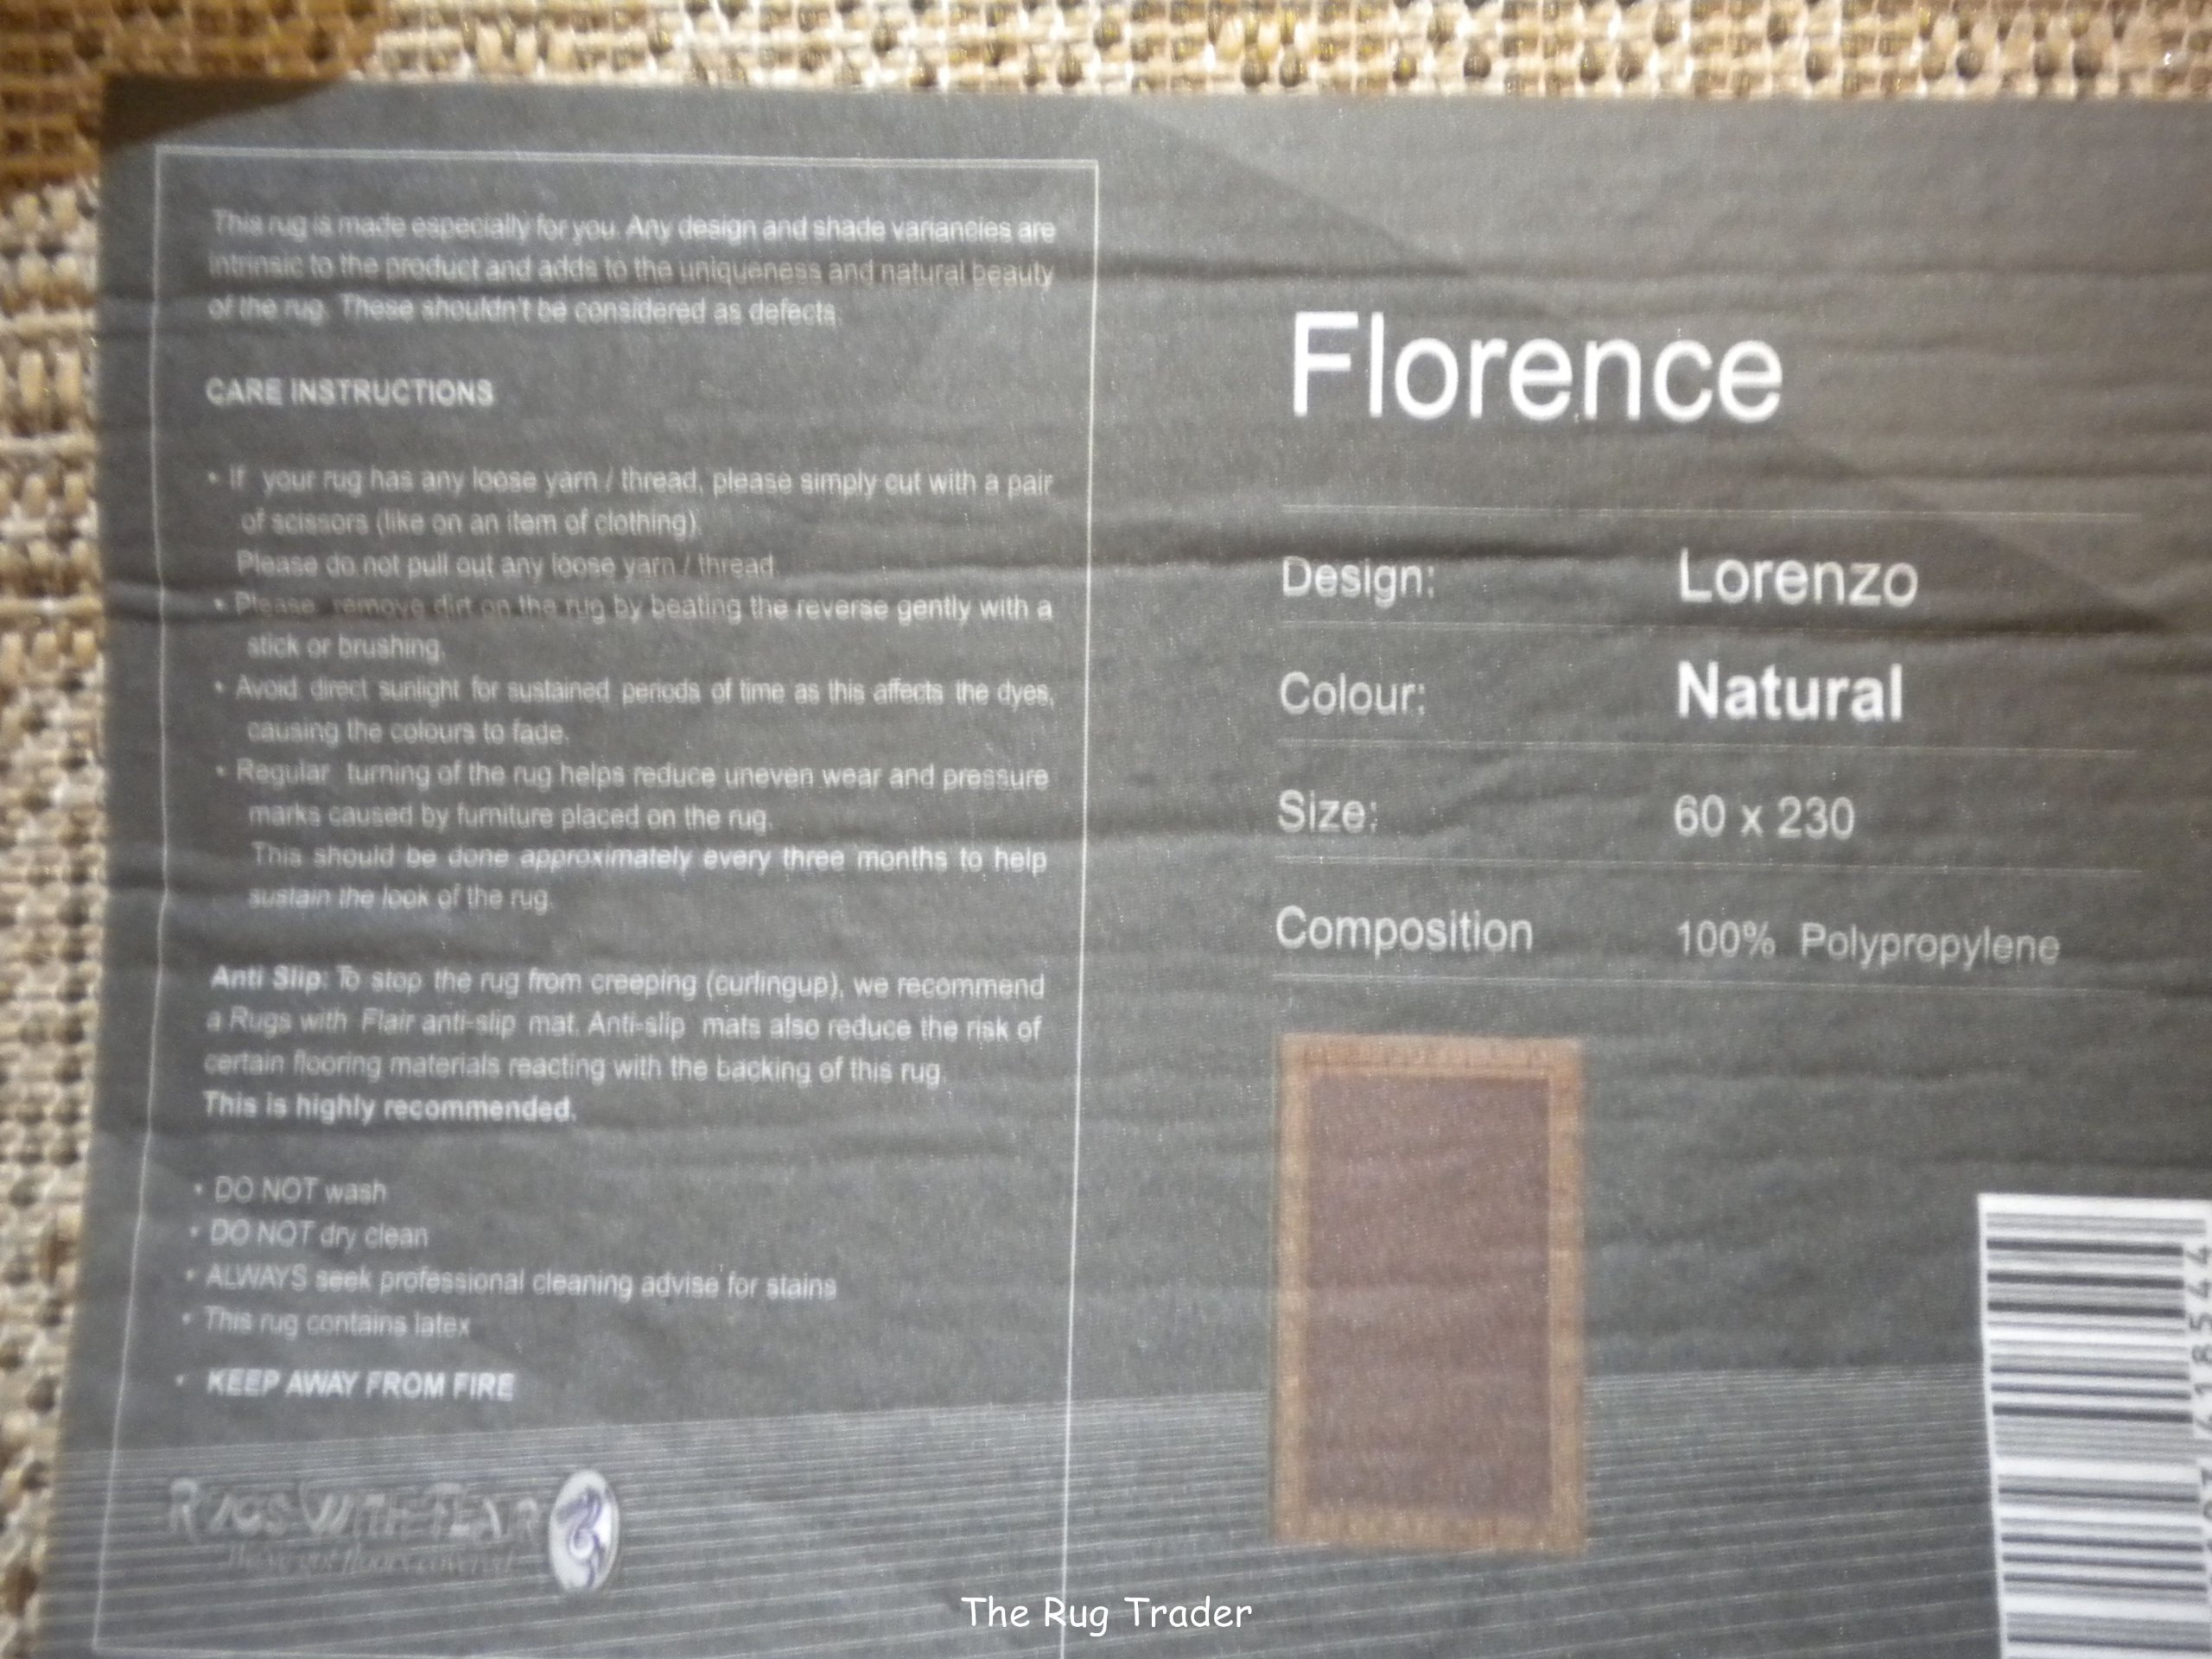 This rug is made especially for you. Any design and shade variancies are
intrinsic to the product and adds to the uniqueness and natural beauty
of the rug. These shouldn't be considered as defects.
CARE INSTRUCTIONS
• If your rug has any loose yarn / thread, please simply cut with a pair
of scissors (like on an item of clothing).
Please do not pull out any loose yarn / thread.
• Please remove dirt on the rug by beating the reverse gently with a
stick or brushing.
• Avoid direct sunlight for sustained periods of time as this affects the dyes,
causing the colours to fade.
• Regular turning of the rug helps reduce uneven wear and pressure
marks caused by furniture placed on the rug.
This should be done approximately every three months to help
sustain the look of the rug.
Anti Slip: To stop the rug from creeping (curlingup), we recommend
a Rugs with Flair anti-slip mat. Anti-slip mats also reduce the risk of
certain flooring materials reacting with the backing of this rug.
This is highly recommended.
• DO NOT wash
• DO NOT dry clean
• ALWAYS seek professional cleaning advise for stains
• This rug contains latex
• KEEP AWAY FROM FIRE
RUGS WITH FLAIR
We've got floors covered
Florence
Design: Lorenzo
Colour: Natural
Size: 60 x 230
Composition 100% Polypropylene
The Rug Trader